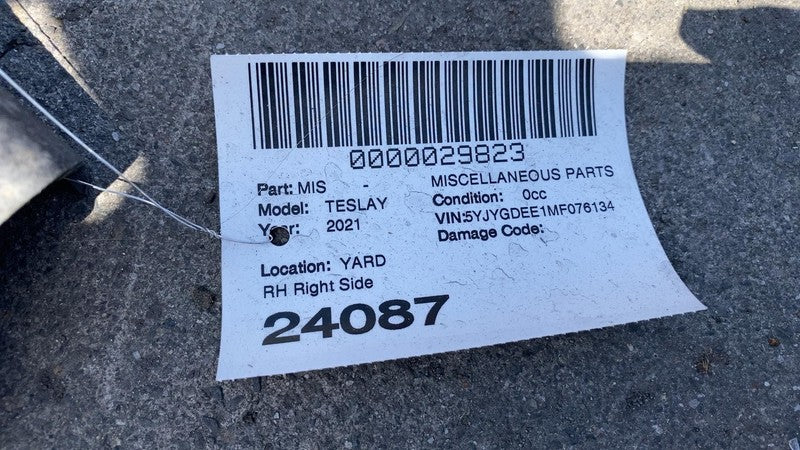 0000029823
Part: MIS - MISCELLANEOUS PARTS
Model: TESLAY Condition: 0cc
Year: 2021 VIN:5YJYGDEE1MF076134
Damage Code:
Location: YARD
RH Right Side
24087